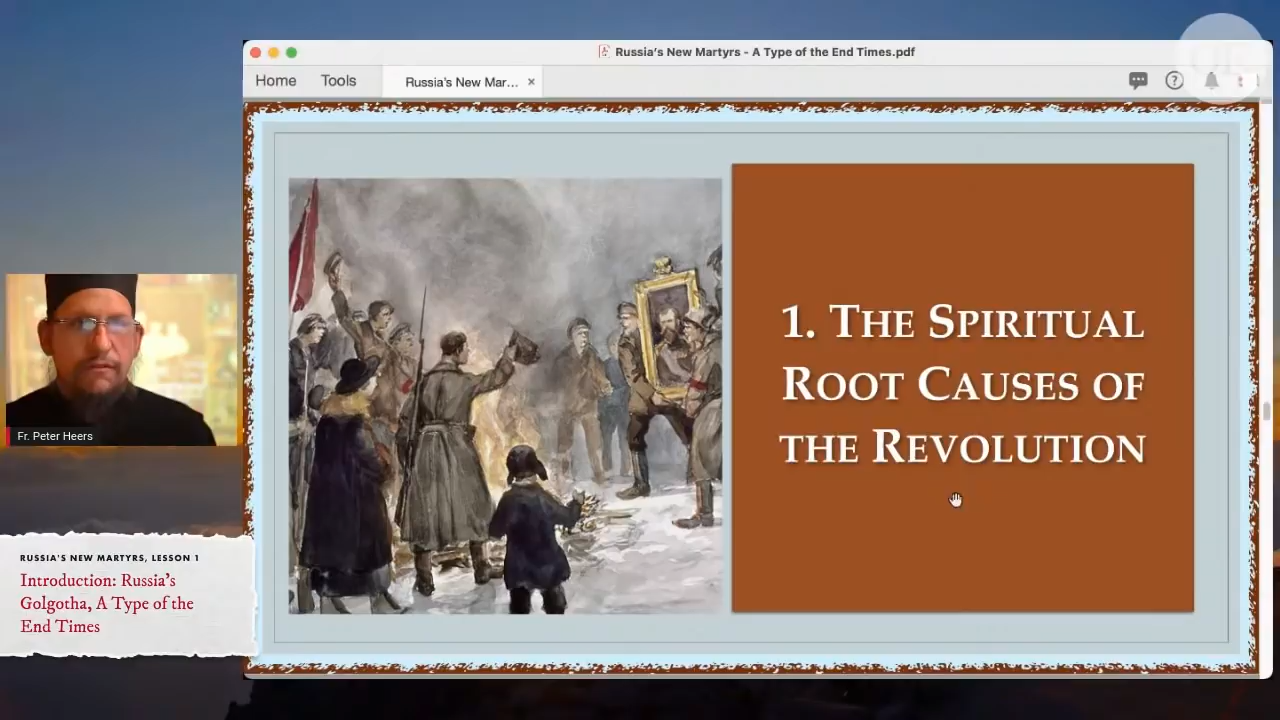 Russia's New Martyrs - A Type of the End Times.pdf
Home
Tools
Russia's New Mar...
1. The Spiritual
Root Causes of
the Revolution
Fr. Peter Heers
RUSSIA'S NEW MARTYRS, LESSON 1
Introduction: Russia's
Golgotha, A Type of the
End Times